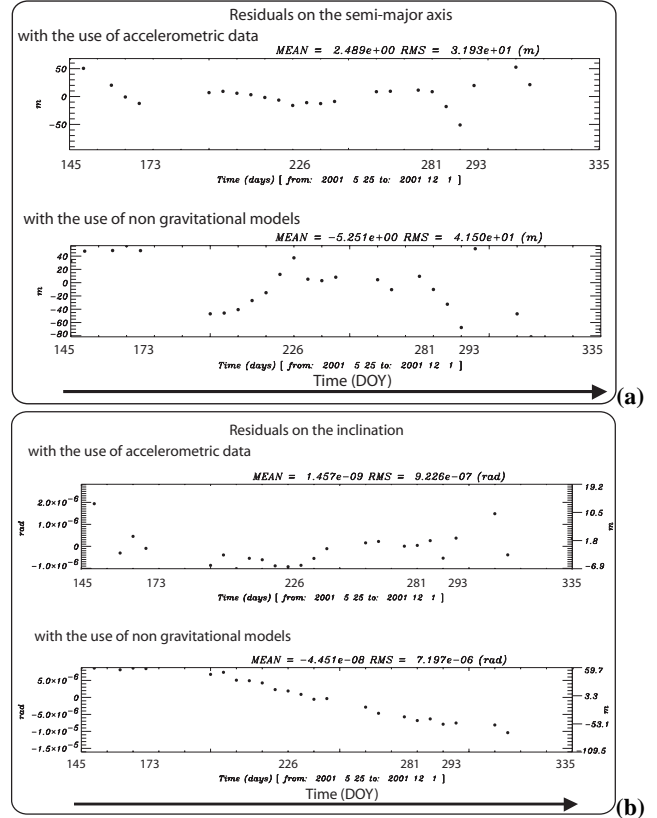 Residuals on the semi-major axis
with the use of accelerometric data
MEAN = 2.489e+00 RMS = 3.193e+01 (m)
50
0
-50
m
145 173 226 281 293 335
Time (days) [ from: 2001 5 25 to: 2001 12 1 ]
with the use of non gravitational models
MEAN = -5.251e+00 RMS = 4.150e+01 (m)
40
20
0
-20
-40
-60
-80
m
145 173 226 281 293 335
Time (days) [ from: 2001 5 25 to: 2001 12 1 ]
Time (DOY)
(a)
Residuals on the inclination
with the use of accelerometric data
MEAN = 1.457e-09 RMS = 9.226e-07 (rad)
2.0×10⁻⁶
1.0×10⁻⁶
0
-1.0×10⁻⁶
rad
19.2
10.5
1.8
-6.9
m
145 173 226 281 293 335
Time (days) [ from: 2001 5 25 to: 2001 12 1 ]
with the use of non gravitational models
MEAN = -4.451e-08 RMS = 7.197e-06 (rad)
5.0×10⁻⁶
0
-5.0×10⁻⁶
-1.0×10⁻⁵
-1.5×10⁻⁵
rad
59.7
3.3
-53.1
-109.5
m
145 173 226 281 293 335
Time (days) [ from: 2001 5 25 to: 2001 12 1 ]
Time (DOY)
(b)